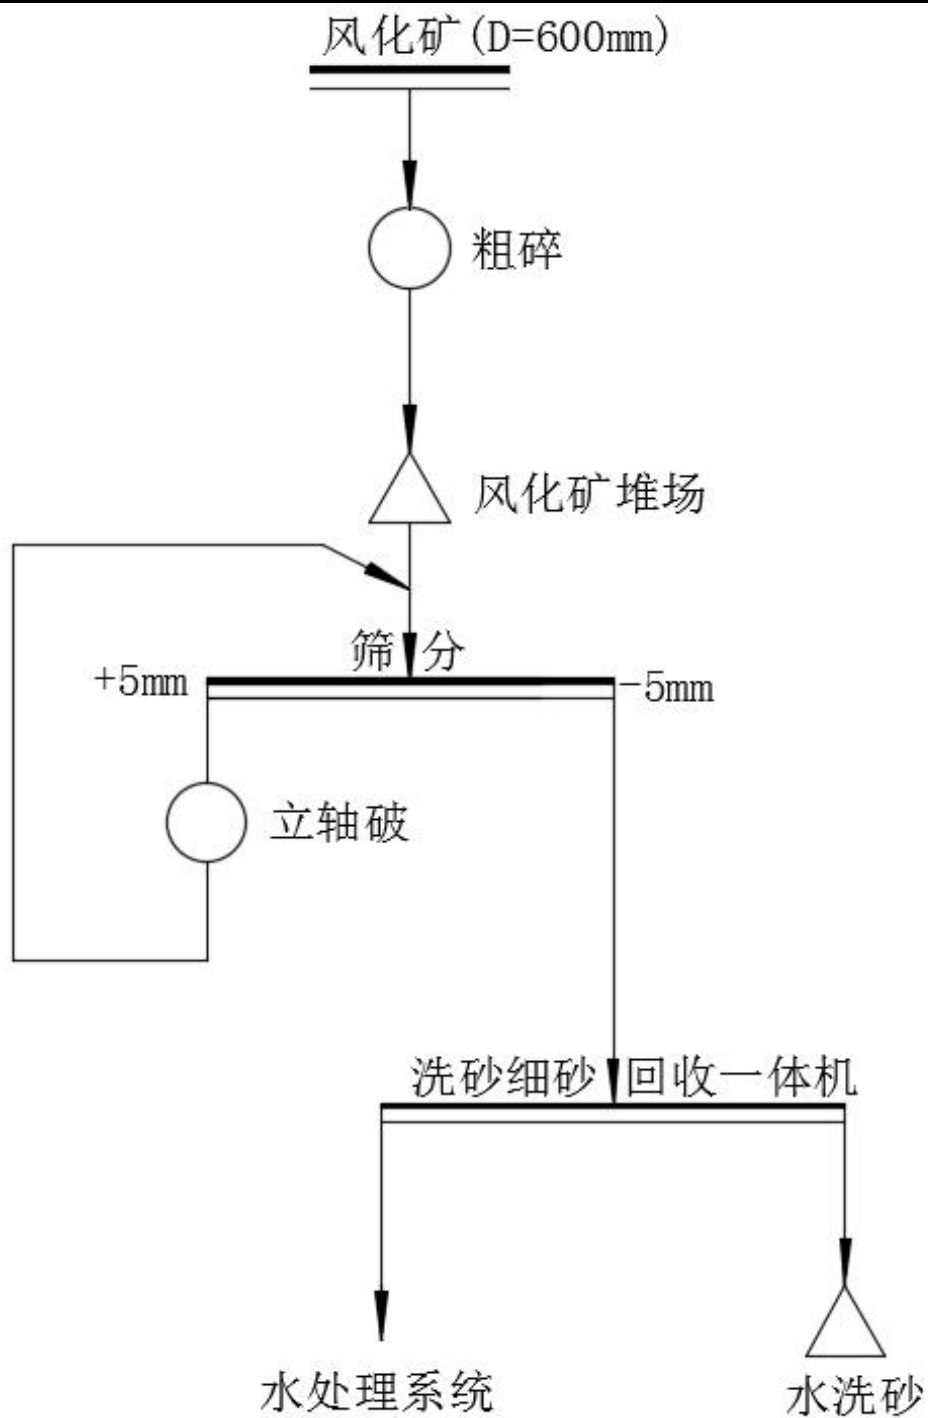 风化矿(D=600mm)
粗碎
风化矿堆场
筛分
+5mm
-5mm
立轴破
洗砂细砂回收一体机
水处理系统
水洗砂